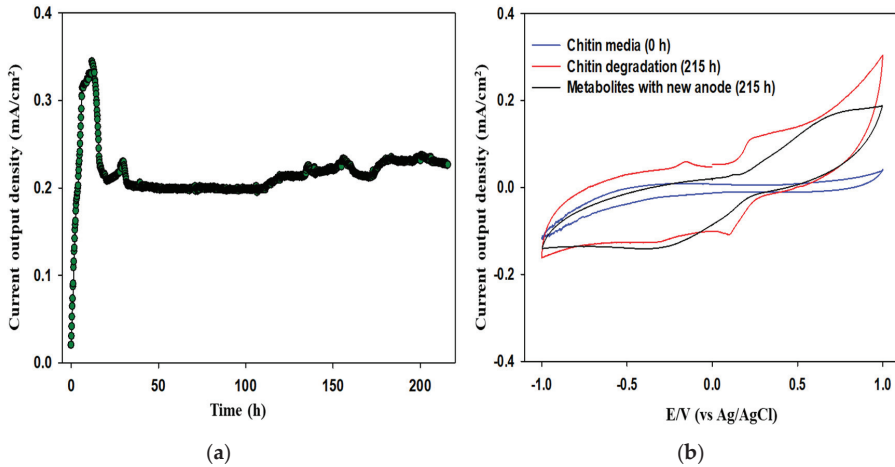 0.4
0.3
0.2
0.1
0.0
Current output density (mA/cm²)
0
50
100
150
200
Time (h)
(a)
0.4
0.2
0.0
-0.2
-0.4
Current output density (mA/cm²)
Chitin media (0 h)
Chitin degradation (215 h)
Metabolites with new anode (215 h)
-1.0
-0.5
0.0
0.5
1.0
E/V (vs Ag/AgCl)
(b)